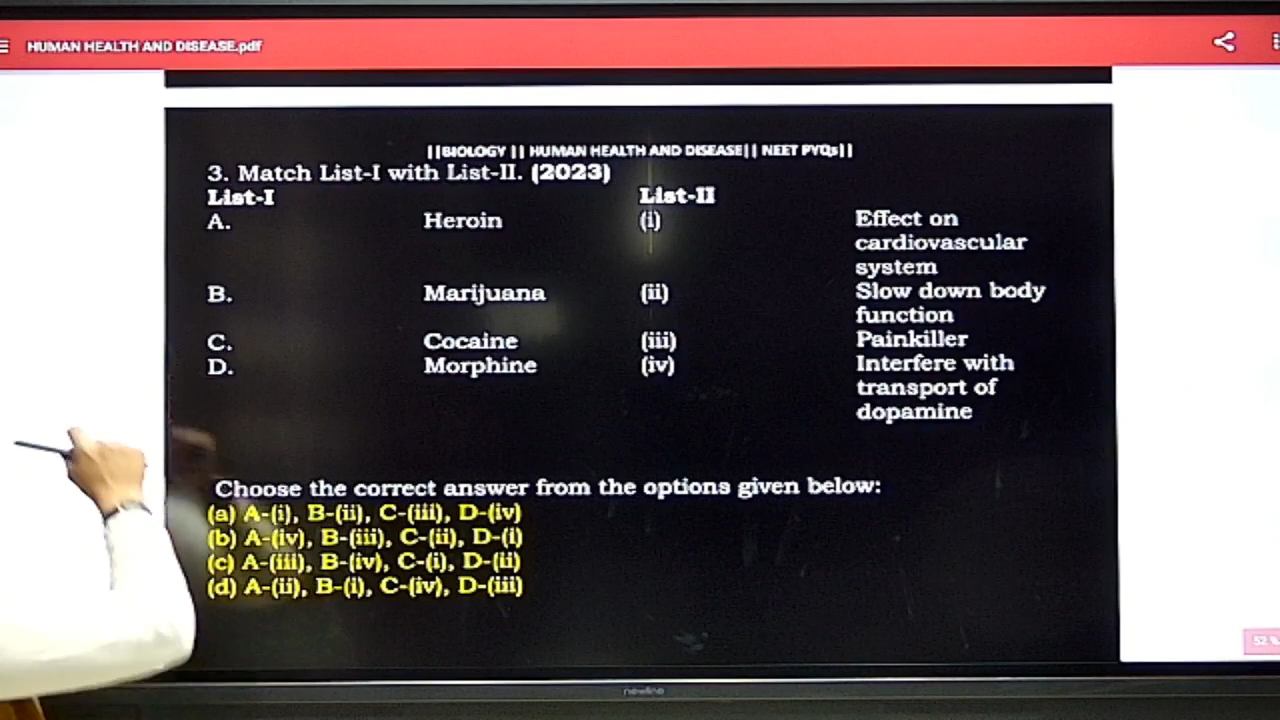 HUMAN HEALTH AND DISEASE.pdf
||BIOLOGY || HUMAN HEALTH AND DISEASE|| NEET PYQs||
3. Match List-I with List-II. (2023)
List-I List-II
A. Heroin (i) Effect on
cardiovascular
system
B. Marijuana (ii) Slow down body
function
C. Cocaine (iii) Painkiller
D. Morphine (iv) Interfere with
transport of
dopamine
Choose the correct answer from the options given below:
(a) A-(i), B-(ii), C-(iii), D-(iv)
(b) A-(iv), B-(iii), C-(ii), D-(i)
(c) A-(iii), B-(iv), C-(i), D-(ii)
(d) A-(ii), B-(i), C-(iv), D-(iii)
52 %
newline